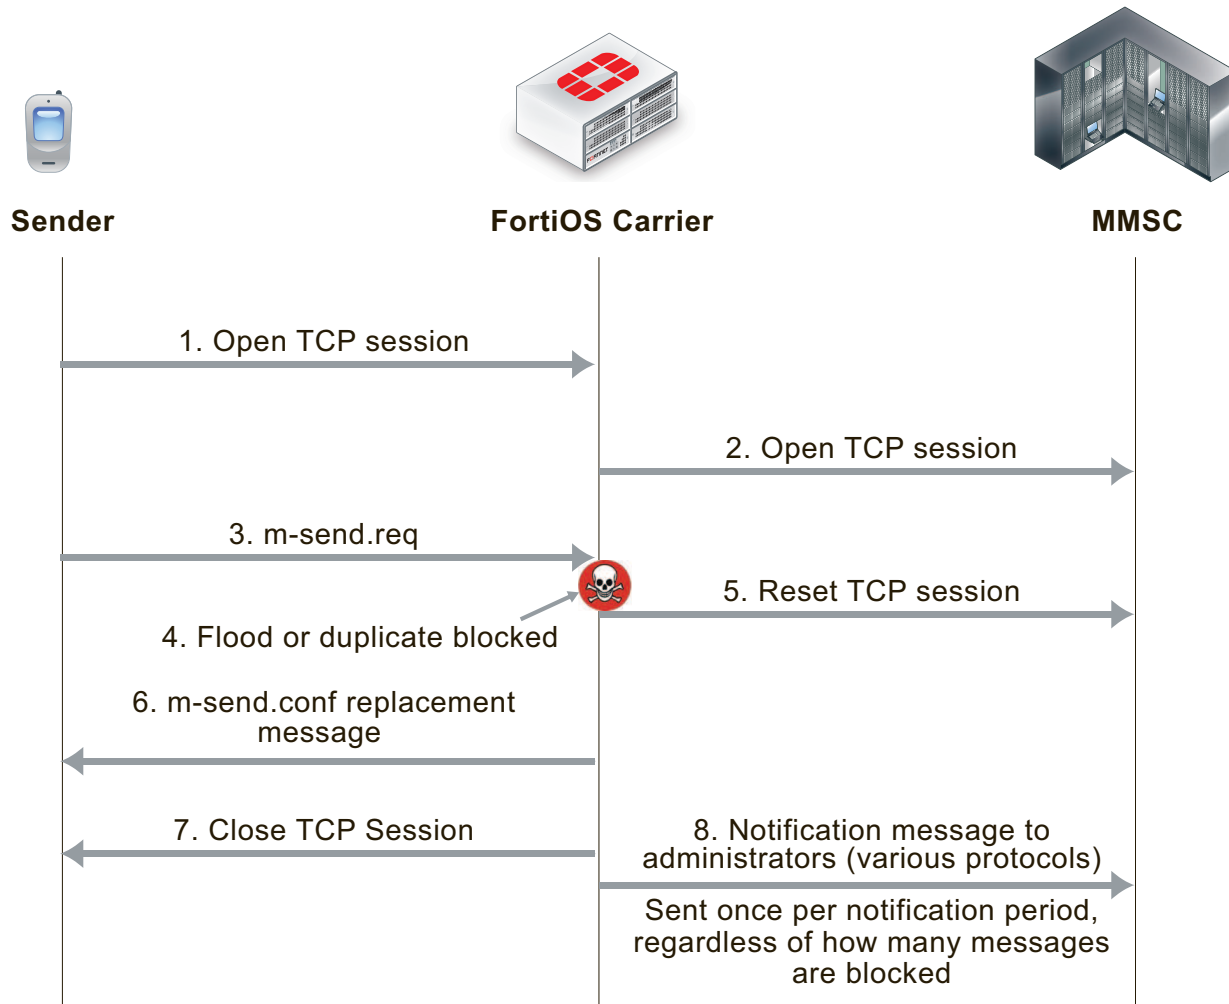 FORTINET
Sender
FortiOS Carrier
MMSC
1. Open TCP session
2. Open TCP session
3. m-send.req
5. Reset TCP session
4. Flood or duplicate blocked
6. m-send.conf replacement
message
7. Close TCP Session
8. Notification message to
administrators (various protocols)
Sent once per notification period,
regardless of how many messages
are blocked